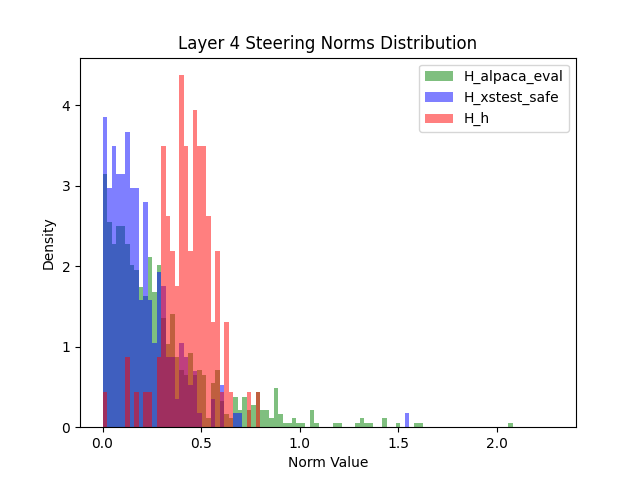 Layer 4 Steering Norms Distribution
H_alpaca_eval
H_xstest_safe
H_h
Density
4
3
2
1
0
0.0 0.5 1.0 1.5 2.0
Norm Value